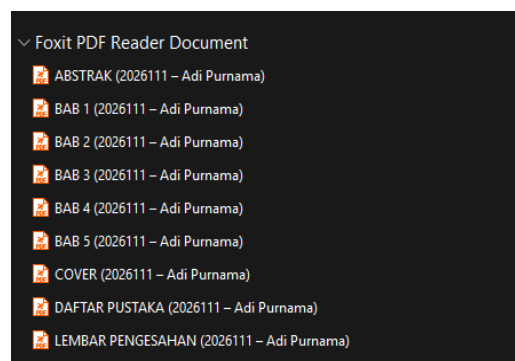 Foxit PDF Reader Document
ABSTRAK (2026111 – Adi Purnama)
BAB 1 (2026111 – Adi Purnama)
BAB 2 (2026111 – Adi Purnama)
BAB 3 (2026111 – Adi Purnama)
BAB 4 (2026111 – Adi Purnama)
BAB 5 (2026111 – Adi Purnama)
COVER (2026111 – Adi Purnama)
DAFTAR PUSTAKA (2026111 – Adi Purnama)
LEMBAR PENGESAHAN (2026111 – Adi Purnama)